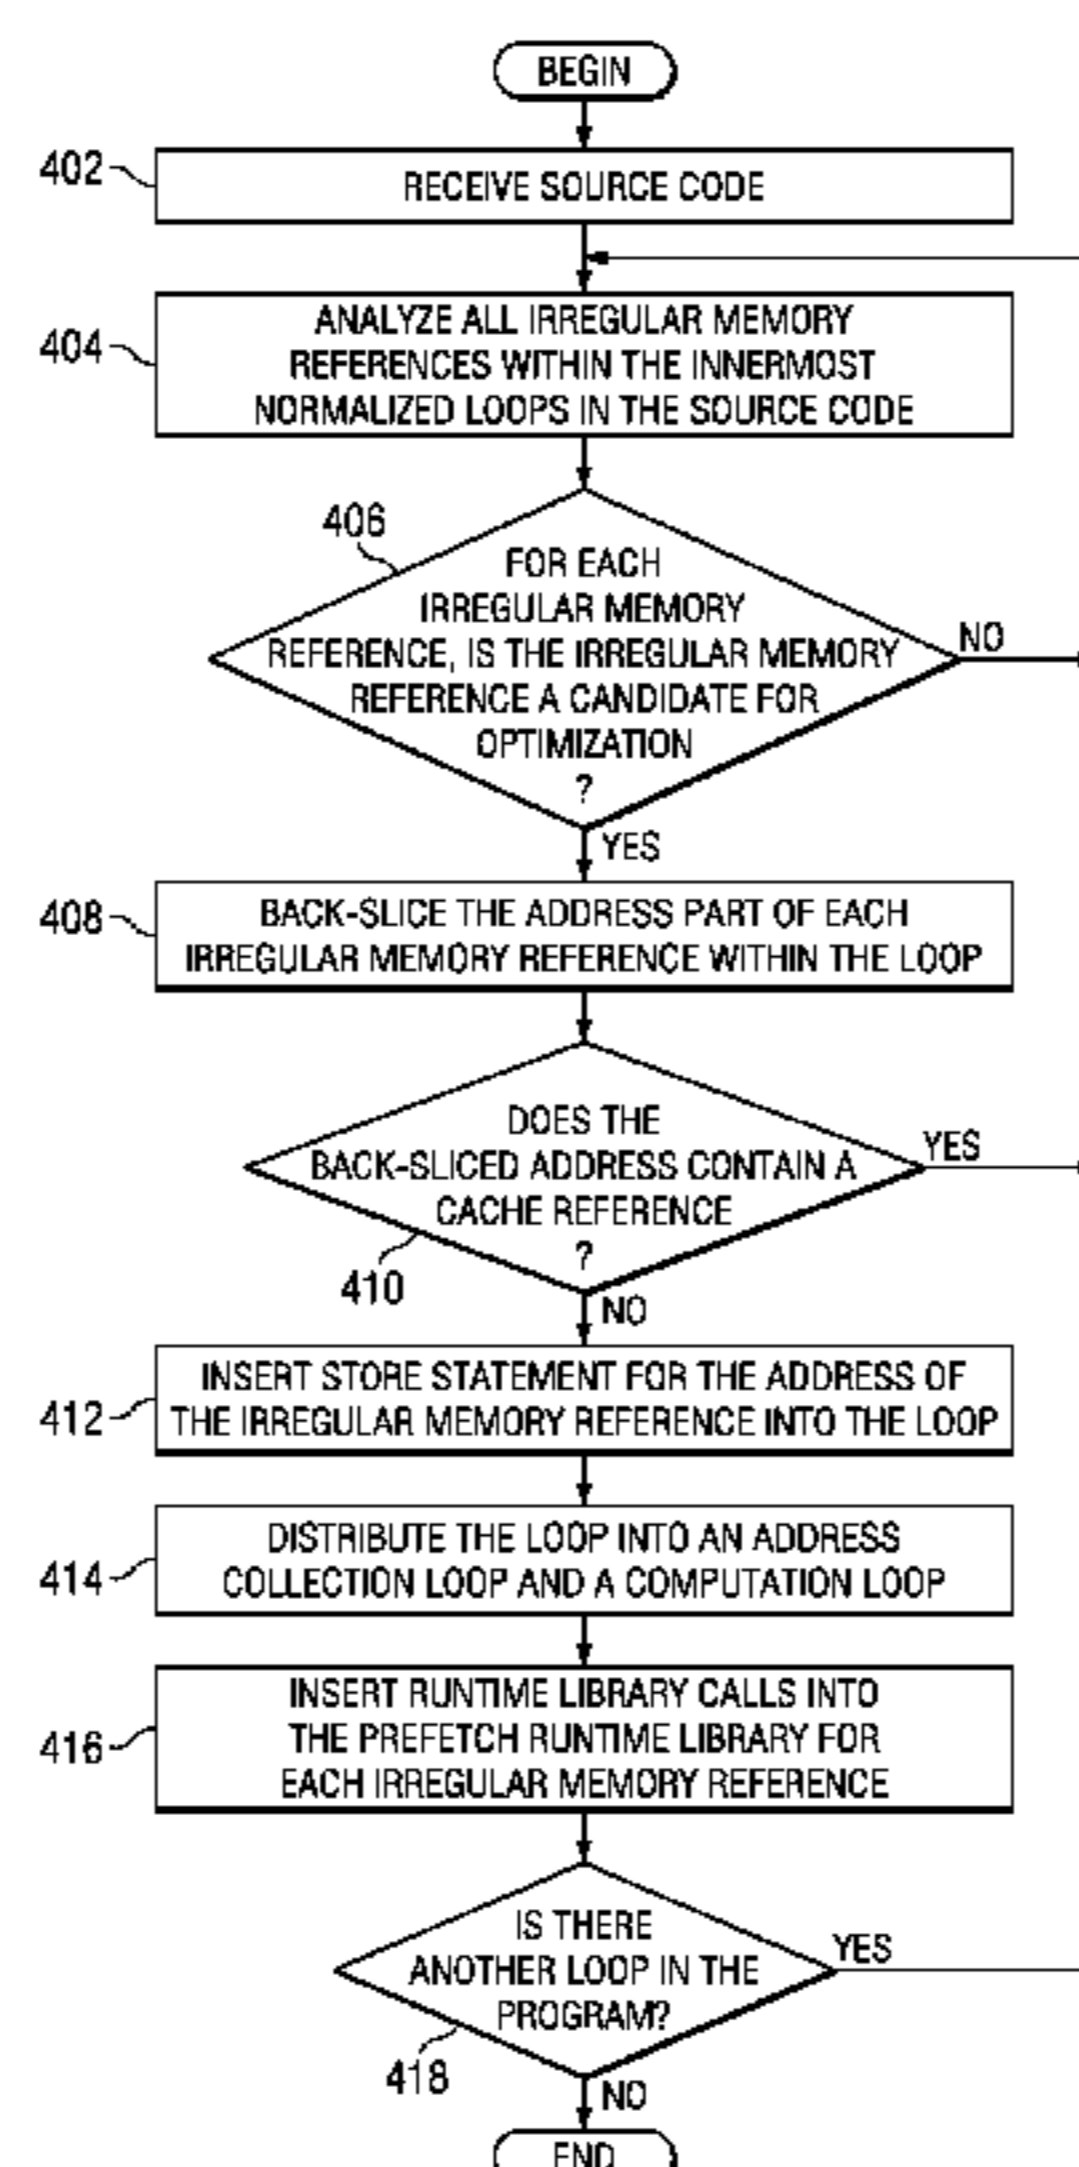 BEGIN
402
RECEIVE SOURCE CODE
404
ANALYZE ALL IRREGULAR MEMORY
REFERENCES WITHIN THE INNERMOST
NORMALIZED LOOPS IN THE SOURCE CODE
406
FOR EACH
IRREGULAR MEMORY
REFERENCE, IS THE IRREGULAR MEMORY
REFERENCE A CANDIDATE FOR
OPTIMIZATION
?
NO
YES
408
BACK-SLICE THE ADDRESS PART OF EACH
IRREGULAR MEMORY REFERENCE WITHIN THE LOOP
DOES THE
BACK-SLICED ADDRESS CONTAIN A
CACHE REFERENCE
?
YES
410
NO
412
INSERT STORE STATEMENT FOR THE ADDRESS OF
THE IRREGULAR MEMORY REFERENCE INTO THE LOOP
414
DISTRIBUTE THE LOOP INTO AN ADDRESS
COLLECTION LOOP AND A COMPUTATION LOOP
416
INSERT RUNTIME LIBRARY CALLS INTO
THE PREFETCH RUNTIME LIBRARY FOR
EACH IRREGULAR MEMORY REFERENCE
IS THERE
ANOTHER LOOP IN THE
PROGRAM?
YES
418
NO
END